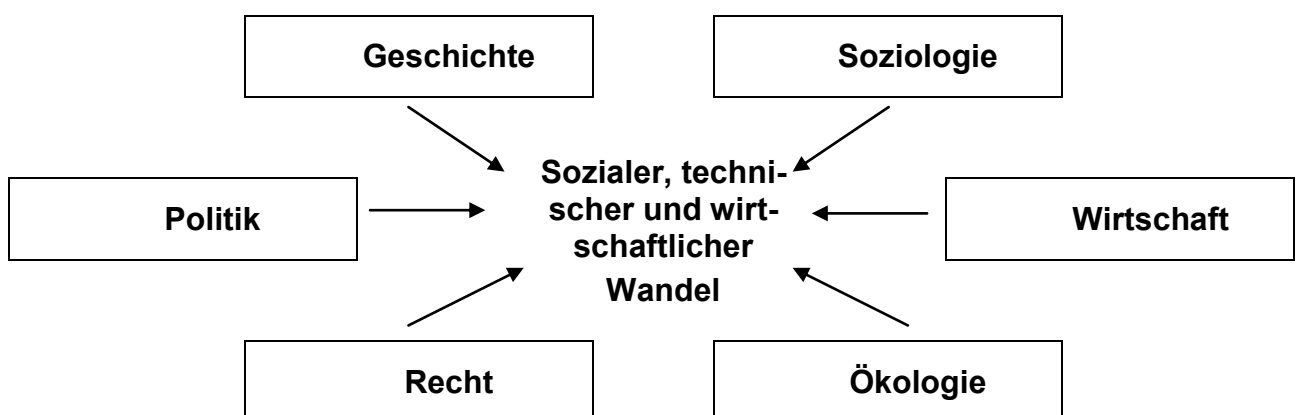 Geschichte
Soziologie
Sozialer, techni-
scher und wirt-
schaftlicher
Wandel
Politik
Wirtschaft
Recht
Ökologie